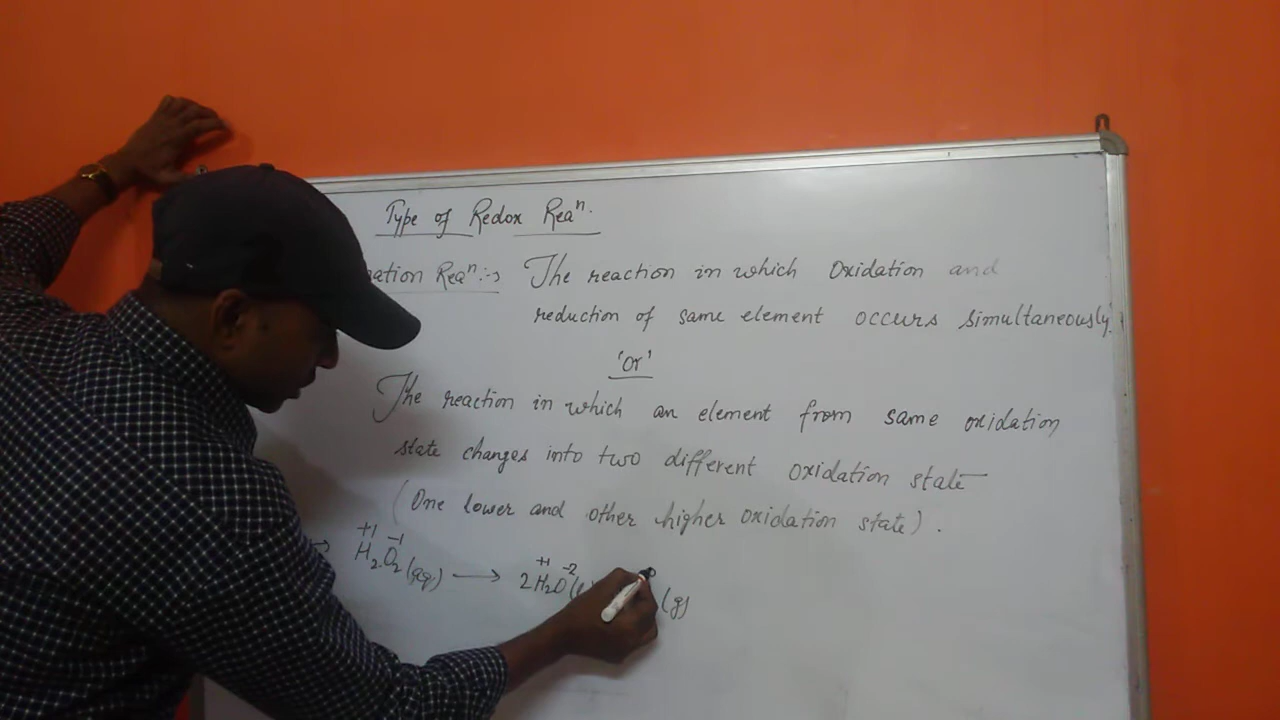 Type of Redox Reaⁿ.
nation Reaⁿ:→ The reaction in which Oxidation and
reduction of same element occurs simultaneously.
'or'
The reaction in which an element from same oxidation
state changes into two different oxidation state
(One lower and other higher oxidation state).
+1 -1 +1 -2
H₂O₂(aq) → 2H₂O(l (g)